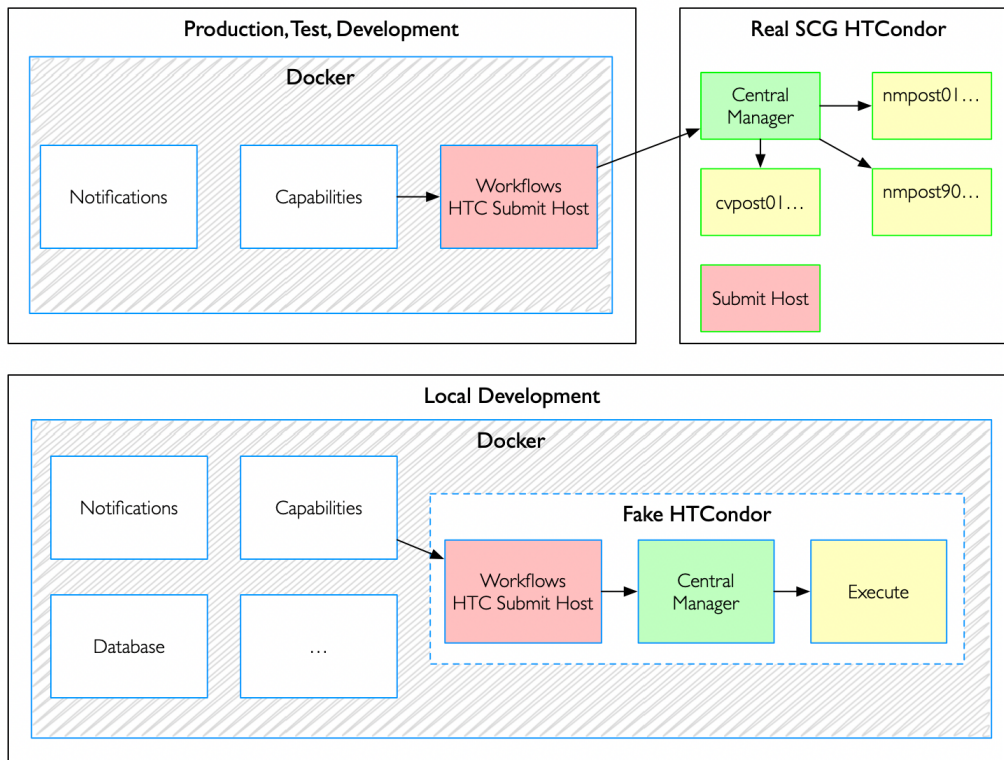 Production, Test, Development
Docker
Notifications
Capabilities
Workflows
HTC Submit Host
Real SCG HTCondor
Central
Manager
nmpost01...
cvpost01...
nmpost90...
Submit Host
Local Development
Docker
Notifications
Capabilities
Database
...
Fake HTCondor
Workflows
HTC Submit Host
Central
Manager
Execute